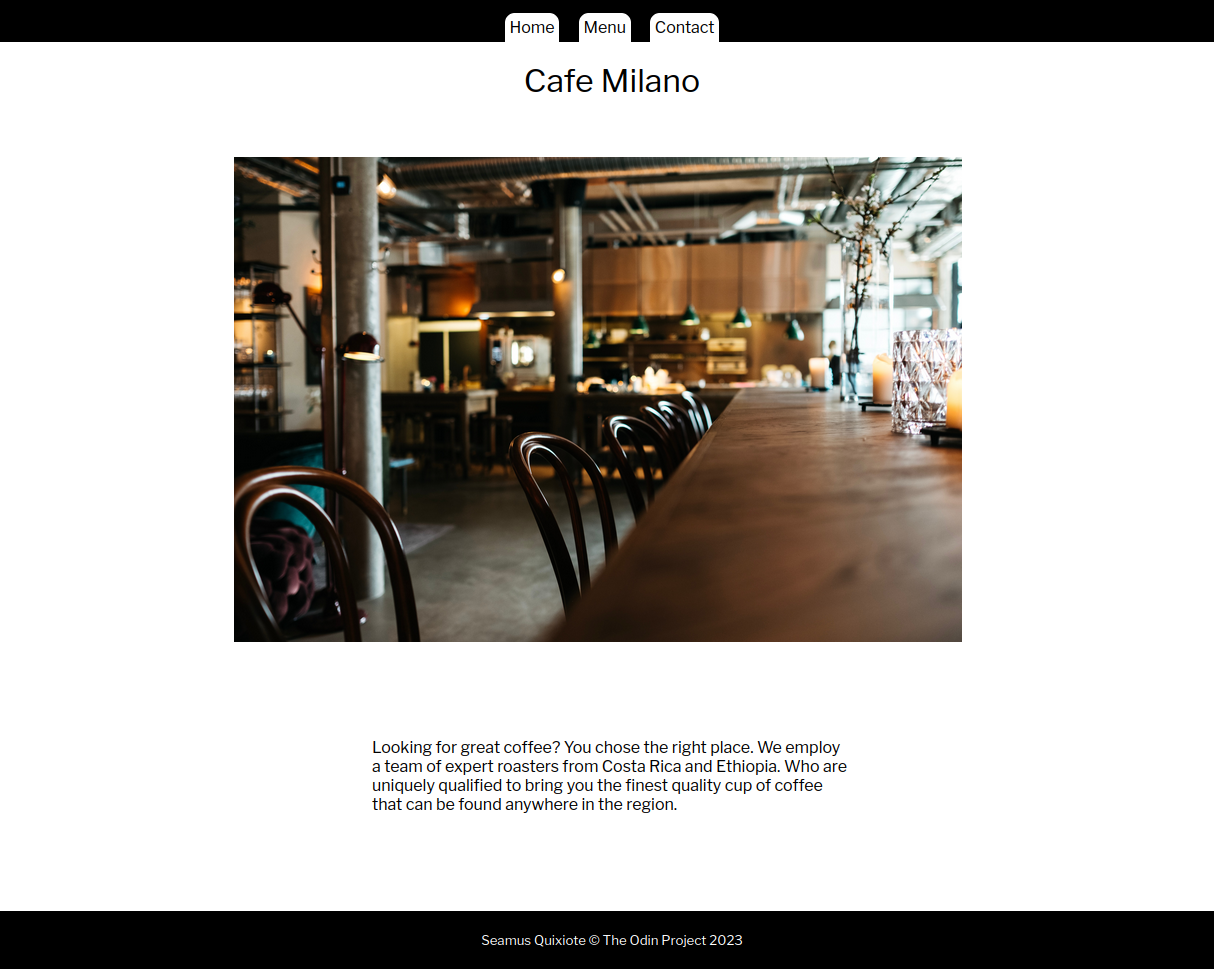 Home Menu Contact
Cafe Milano
Looking for great coffee? You chose the right place. We employ
a team of expert roasters from Costa Rica and Ethiopia. Who are
uniquely qualified to bring you the finest quality cup of coffee
that can be found anywhere in the region.
Seamus Quixiote © The Odin Project 2023